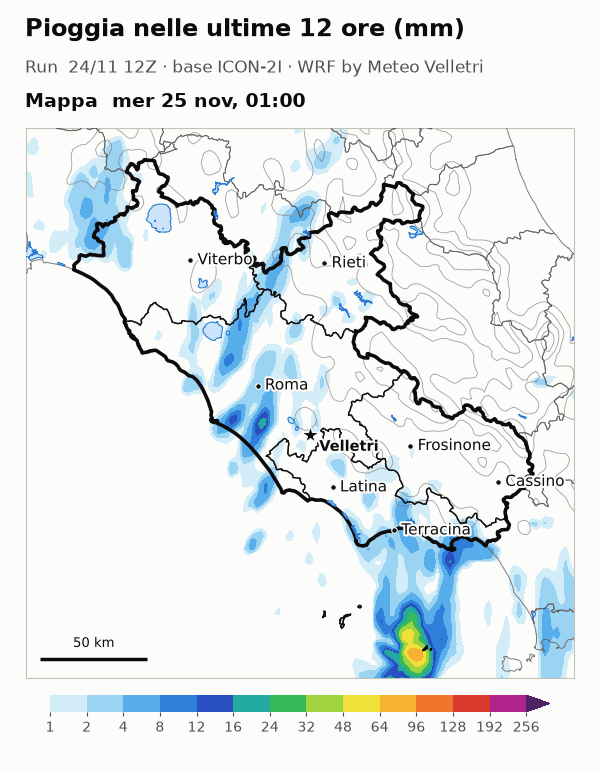 Pioggia nelle ultime 12 ore (mm)
Run 24/11 12Z · base ICON-2I · WRF by Meteo Velletri
Mappa mer 25 nov, 01:00
Viterbo
Rieti
Roma
Velletri
Frosinone
Latina
Cassino
Terracina
50 km
1 2 4 8 12 16 24 32 48 64 96 128 192 256